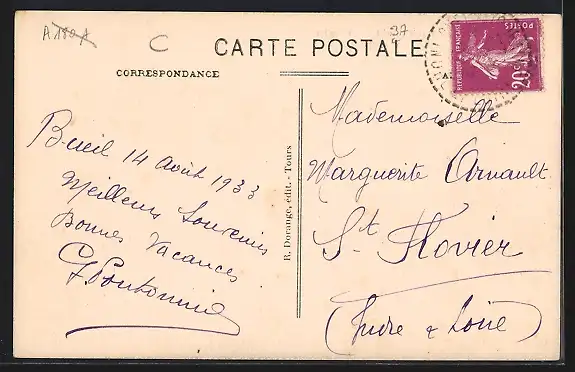 A 180 A
C
37
CARTE POSTALE
CORRESPONDANCE
REPUBLIQUE FRANÇAISE
POSTES
20c
Bueil 14 Août 1933
Meilleurs Souvenirs
Bonnes Vacances
R. Dorange, édit. - Tours
Mademoiselle
Marguerite Arnault
St. Flovier
(Indre & Loire)